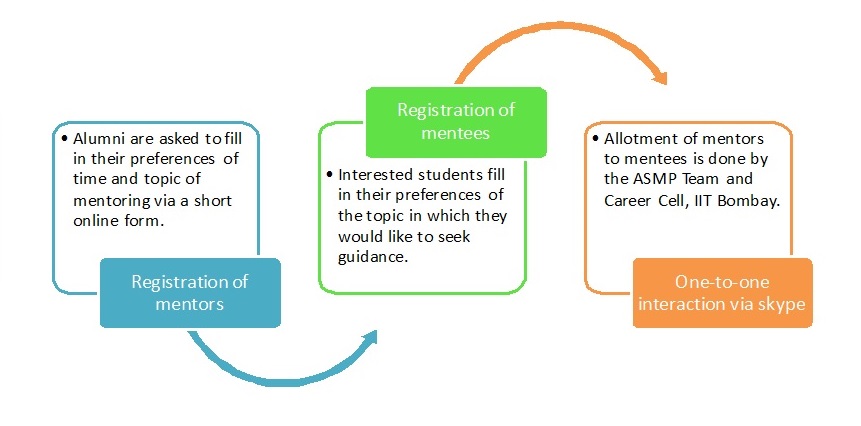 • Alumni are asked to fill
in their preferences of
time and topic of
mentoring via a short
online form.
Registration of
mentors
Registration of
mentees
• Interested students fill
in their preferences of
the topic in which they
would like to seek
guidance.
• Allotment of mentors
to mentees is done by
the ASMP Team and
Career Cell, IIT Bombay.
One-to-one
interaction via skype